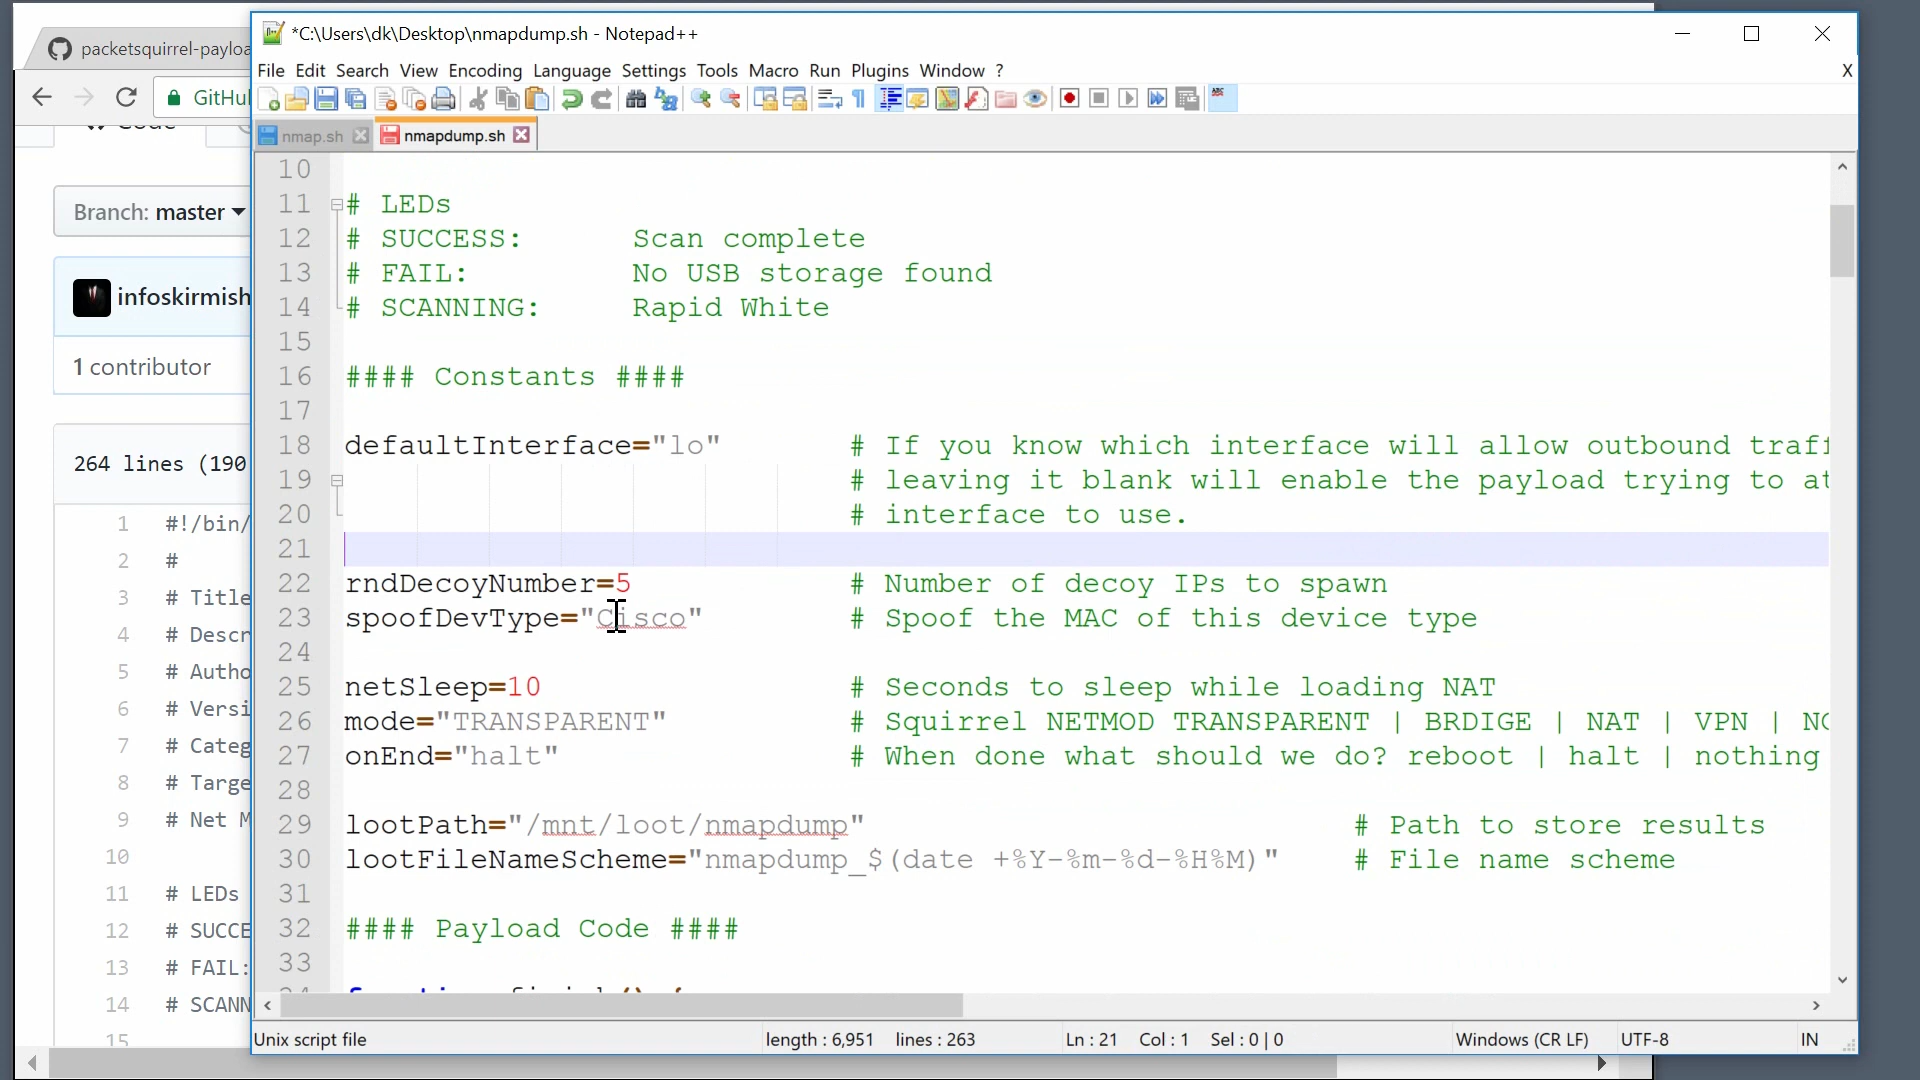 *C:\Users\dk\Desktop\nmapdump.sh - Notepad++
packetsquirrel-payloa
File Edit Search View Encoding Language Settings Tools Macro Run Plugins Window ? X
GitHu
nmap.sh nmapdump.sh
Branch: master
infoskirmish
1 contributor
264 lines (190
1 #!/bin/
2 #
3 # Title
4 # Descr
5 # Autho
6 # Versi
7 # Categ
8 # Targe
9 # Net M
10
11 # LEDs
12 # SUCCE
13 # FAIL:
14 # SCANN
15
10
11 # LEDs
12 # SUCCESS: Scan complete
13 # FAIL: No USB storage found
14 # SCANNING: Rapid White
15
16 #### Constants ####
17
18 defaultInterface="lo" # If you know which interface will allow outbound traff
19 # leaving it blank will enable the payload trying to at
20 # interface to use.
21
22 rndDecoyNumber=5 # Number of decoy IPs to spawn
23 spoofDevType="Cisco" # Spoof the MAC of this device type
24
25 netSleep=10 # Seconds to sleep while loading NAT
26 mode="TRANSPARENT" # Squirrel NETMOD TRANSPARENT | BRDIGE | NAT | VPN | NO
27 onEnd="halt" # When done what should we do? reboot | halt | nothing
28
29 lootPath="/mnt/loot/nmapdump" # Path to store results
30 lootFileNameScheme="nmapdump_$(date +%Y-%m-%d-%H%M)" # File name scheme
31
32 #### Payload Code ####
33
Unix script file length : 6,951 lines : 263 Ln : 21 Col : 1 Sel : 0 | 0 Windows (CR LF) UTF-8 IN